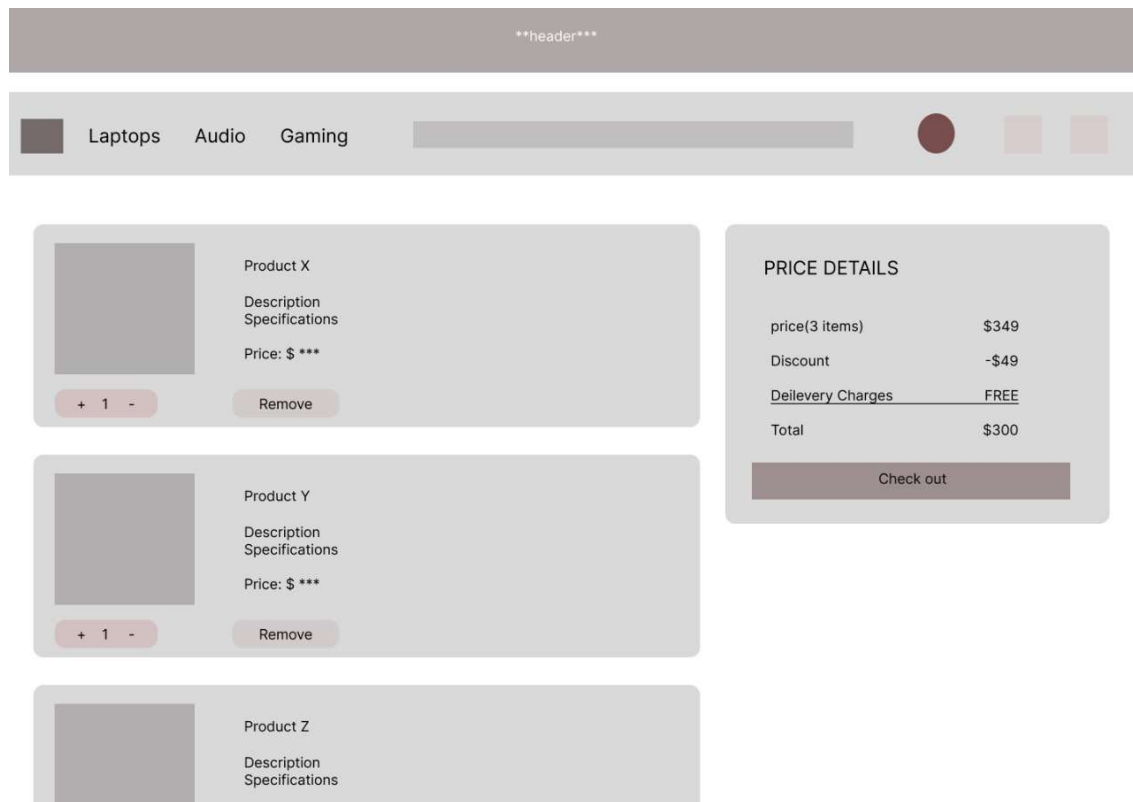 **header***
Laptops Audio Gaming
Product X
Description
Specifications
Price: $ ***
+ 1 - Remove
Product Y
Description
Specifications
Price: $ ***
+ 1 - Remove
Product Z
Description
Specifications
PRICE DETAILS
price(3 items) $349
Discount -$49
Deilevery Charges FREE
Total $300
Check out